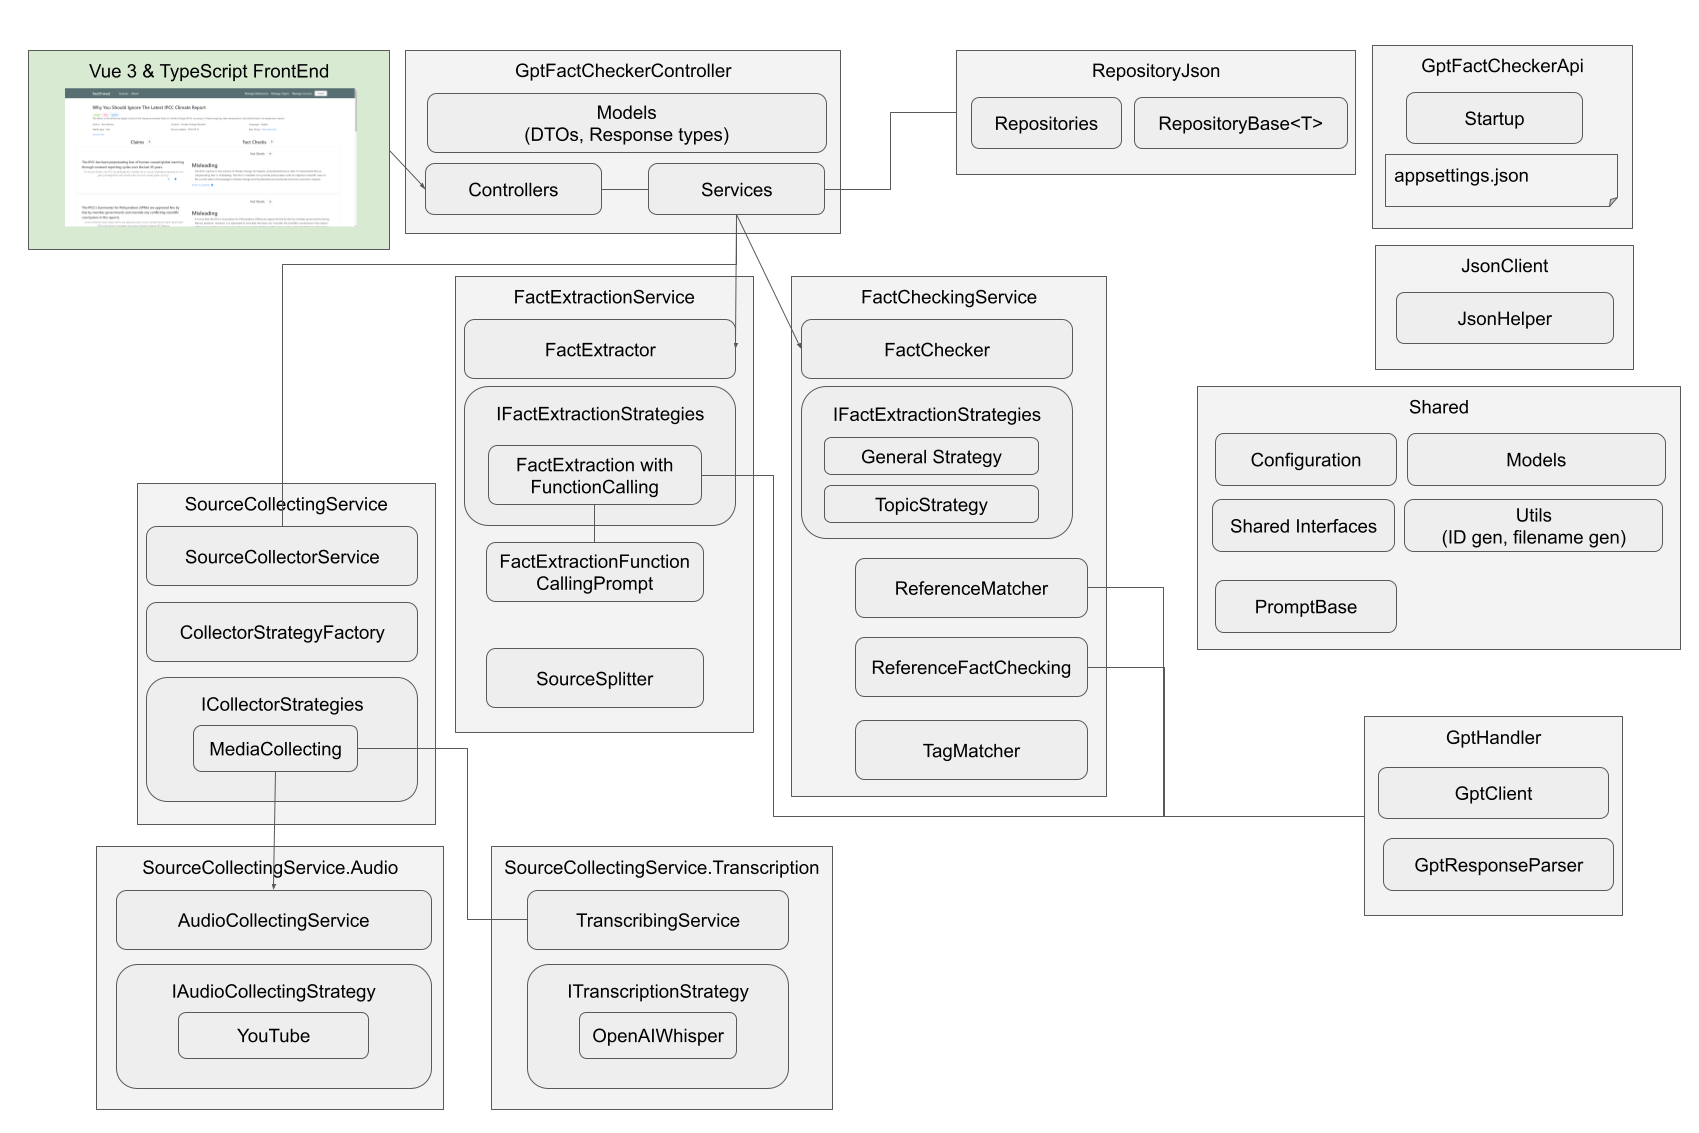 Vue 3 & TypeScript FrontEnd
Why You Should Ignore The Latest IPCC Climate Report
Claims
Fact Checks
Misleading
Misleading
GptFactCheckerController
Models
(DTOs, Response types)
Controllers
Services
RepositoryJson
Repositories
RepositoryBase<T>
GptFactCheckerApi
Startup
appsettings.json
JsonClient
JsonHelper
FactExtractionService
FactExtractor
IFactExtractionStrategies
FactExtraction with
FunctionCalling
FactExtractionFunction
CallingPrompt
SourceSplitter
FactCheckingService
FactChecker
IFactExtractionStrategies
General Strategy
TopicStrategy
ReferenceMatcher
ReferenceFactChecking
TagMatcher
Shared
Configuration
Models
Shared Interfaces
Utils
(ID gen, filename gen)
PromptBase
SourceCollectingService
SourceCollectorService
CollectorStrategyFactory
ICollectorStrategies
MediaCollecting
GptHandler
GptClient
GptResponseParser
SourceCollectingService.Audio
AudioCollectingService
IAudioCollectingStrategy
YouTube
SourceCollectingService.Transcription
TranscribingService
ITranscriptionStrategy
OpenAIWhisper